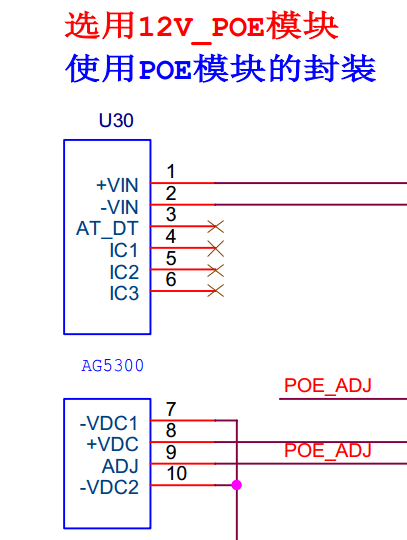 选用12V_POE模块
使用POE模块的封装
U30
+VIN 1
-VIN 2
AT_DT 3
IC1 4
IC2 5
IC3 6
AG5300
POE_ADJ
-VDC1 7
+VDC 8
POE_ADJ
ADJ 9
-VDC2 10